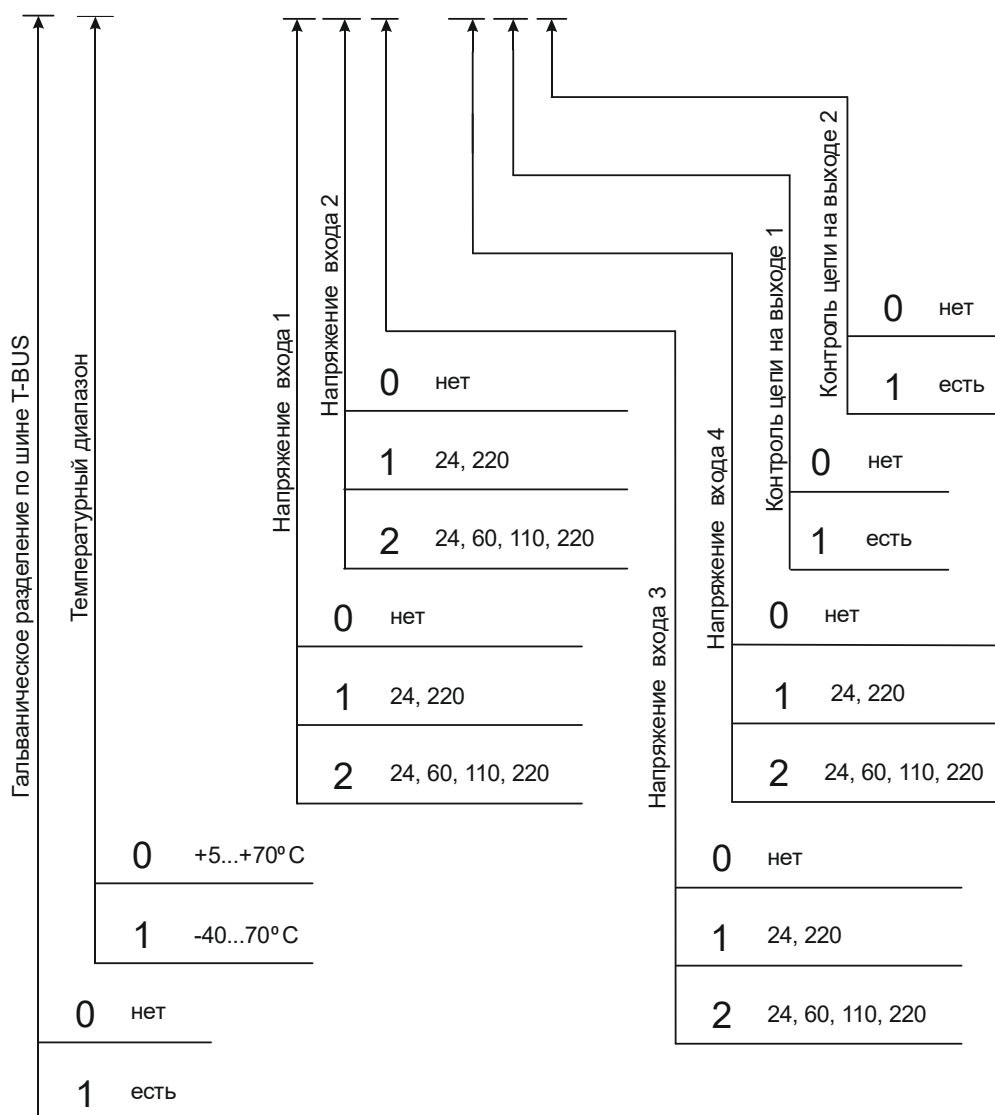 Гальваническое разделение по шине T-BUS
0 нет
1 есть
Температурный диапазон
0 +5...+70º C
1 -40...70º C
Напряжение входа 1
0 нет
1 24, 220
2 24, 60, 110, 220
Напряжение входа 2
0 нет
1 24, 220
2 24, 60, 110, 220
Напряжение входа 3
0 нет
1 24, 220
2 24, 60, 110, 220
Напряжение входа 4
0 нет
1 24, 220
2 24, 60, 110, 220
Контроль цепи на выходе 1
0 нет
1 есть
Контроль цепи на выходе 2
0 нет
1 есть